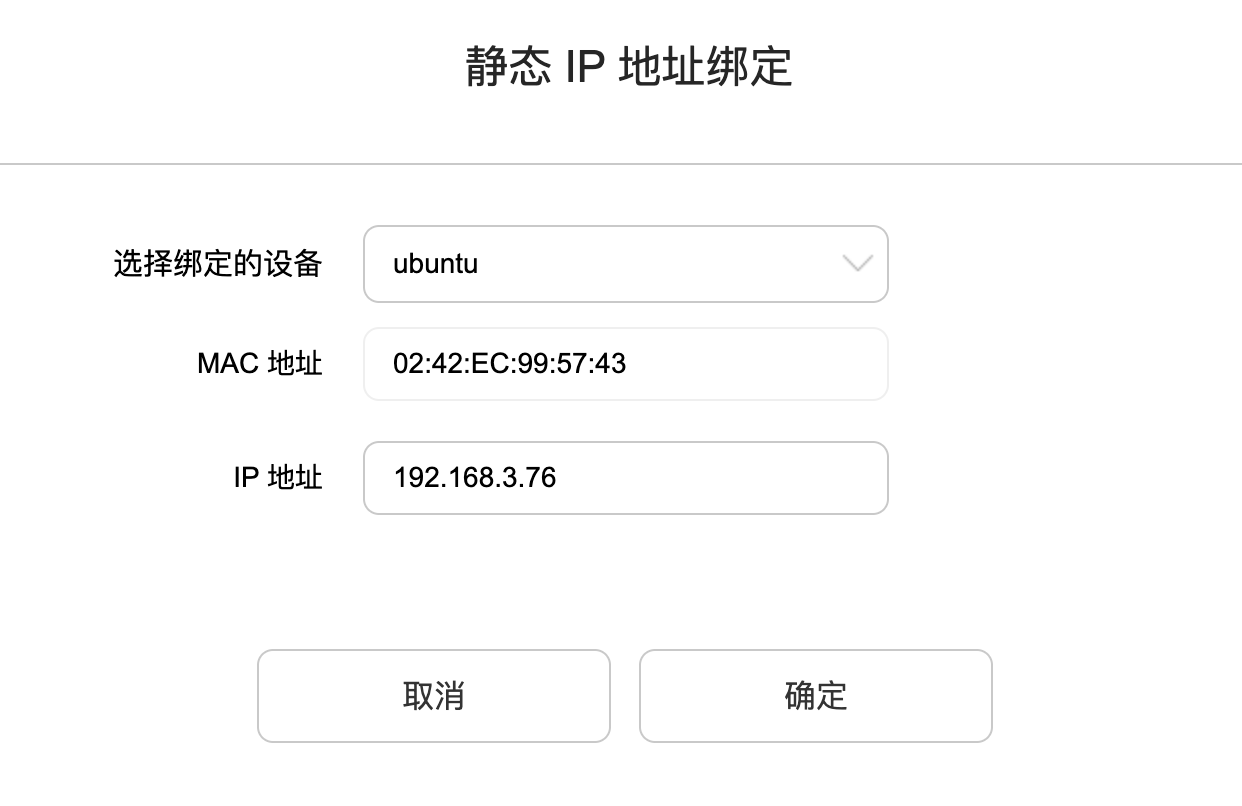 静态 IP 地址绑定
选择绑定的设备 ubuntu
MAC 地址 02:42:EC:99:57:43
IP 地址 192.168.3.76
取消 确定